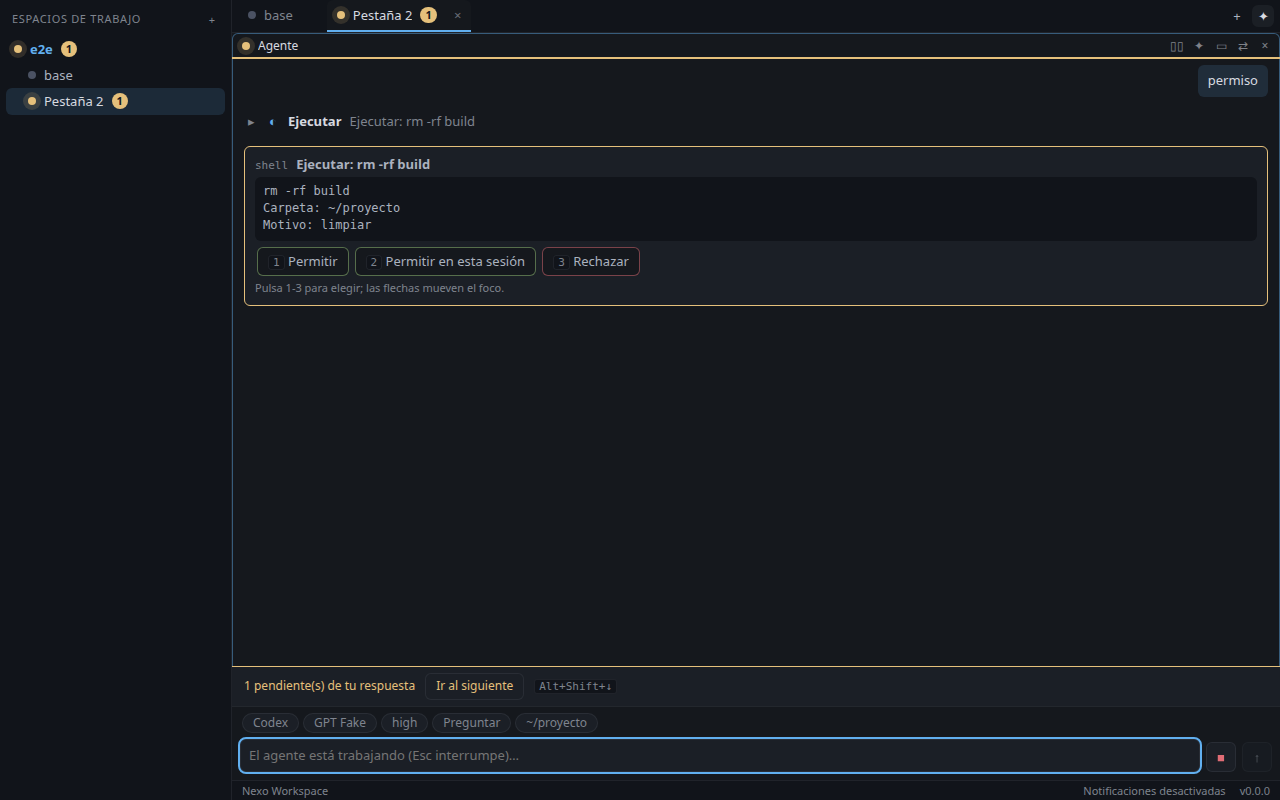 ESPACIOS DE TRABAJO +
e2e 1
base
Pestaña 2 1
base
Pestaña 2 1 ×
+
Agente
×
permiso
Ejecutar Ejecutar: rm -rf build
shell Ejecutar: rm -rf build
rm -rf build
Carpeta: ~/proyecto
Motivo: limpiar
1 Permitir
2 Permitir en esta sesión
3 Rechazar
Pulsa 1-3 para elegir; las flechas mueven el foco.
1 pendiente(s) de tu respuesta Ir al siguiente Alt+Shift+↓
Codex GPT Fake high Preguntar ~/proyecto
El agente está trabajando (Esc interrumpe)...
Nexo Workspace
Notificaciones desactivadas v0.0.0